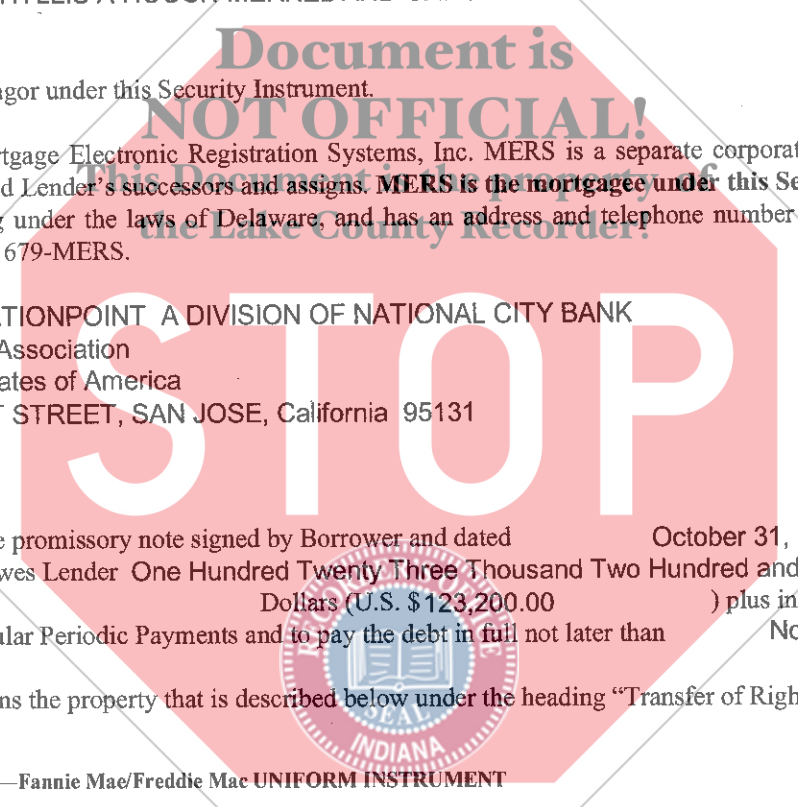 Document is
agor under this Security Instrument.
NOT OFFICIAL!
rtgage Electronic Registration Systems, Inc. MERS is a separate corporat
This Document is the property of
d Lender's successors and assigns. MERS is the mortgagee under this Se
g under the laws of Delaware, and has an address and telephone number
the Lake County Recorder!
679-MERS.
TIONPOINT A DIVISION OF NATIONAL CITY BANK
Association
ates of America
T STREET, SAN JOSE, California 95131
STOP
e promissory note signed by Borrower and dated October 31,
wes Lender One Hundred Twenty Three Thousand Two Hundred and
Dollars (U.S. $123,200.00 ) plus in
ular Periodic Payments and to pay the debt in full not later than No
ns the property that is described below under the heading “Transfer of Righ
RECORDER'S OFFICE
SEAL
INDIANA
—Fannie Mae/Freddie Mac UNIFORM INSTRUMENT